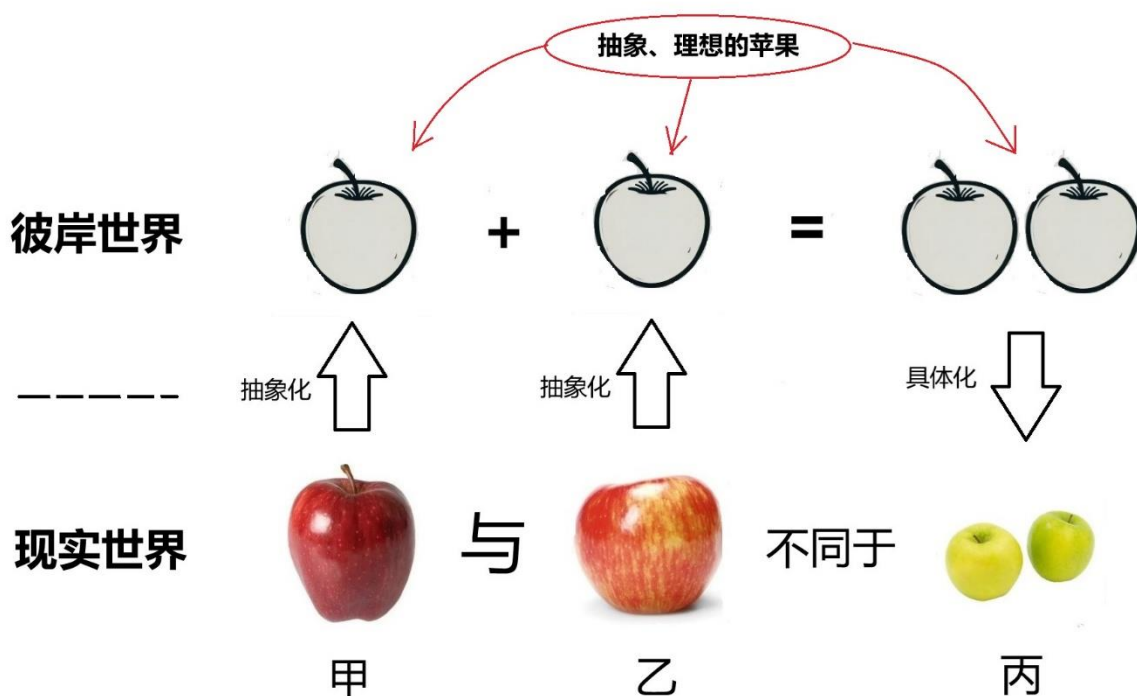 抽象、理想的苹果
彼岸世界
+
=
抽象化
抽象化
具体化
现实世界
与
不同于
甲
乙
丙